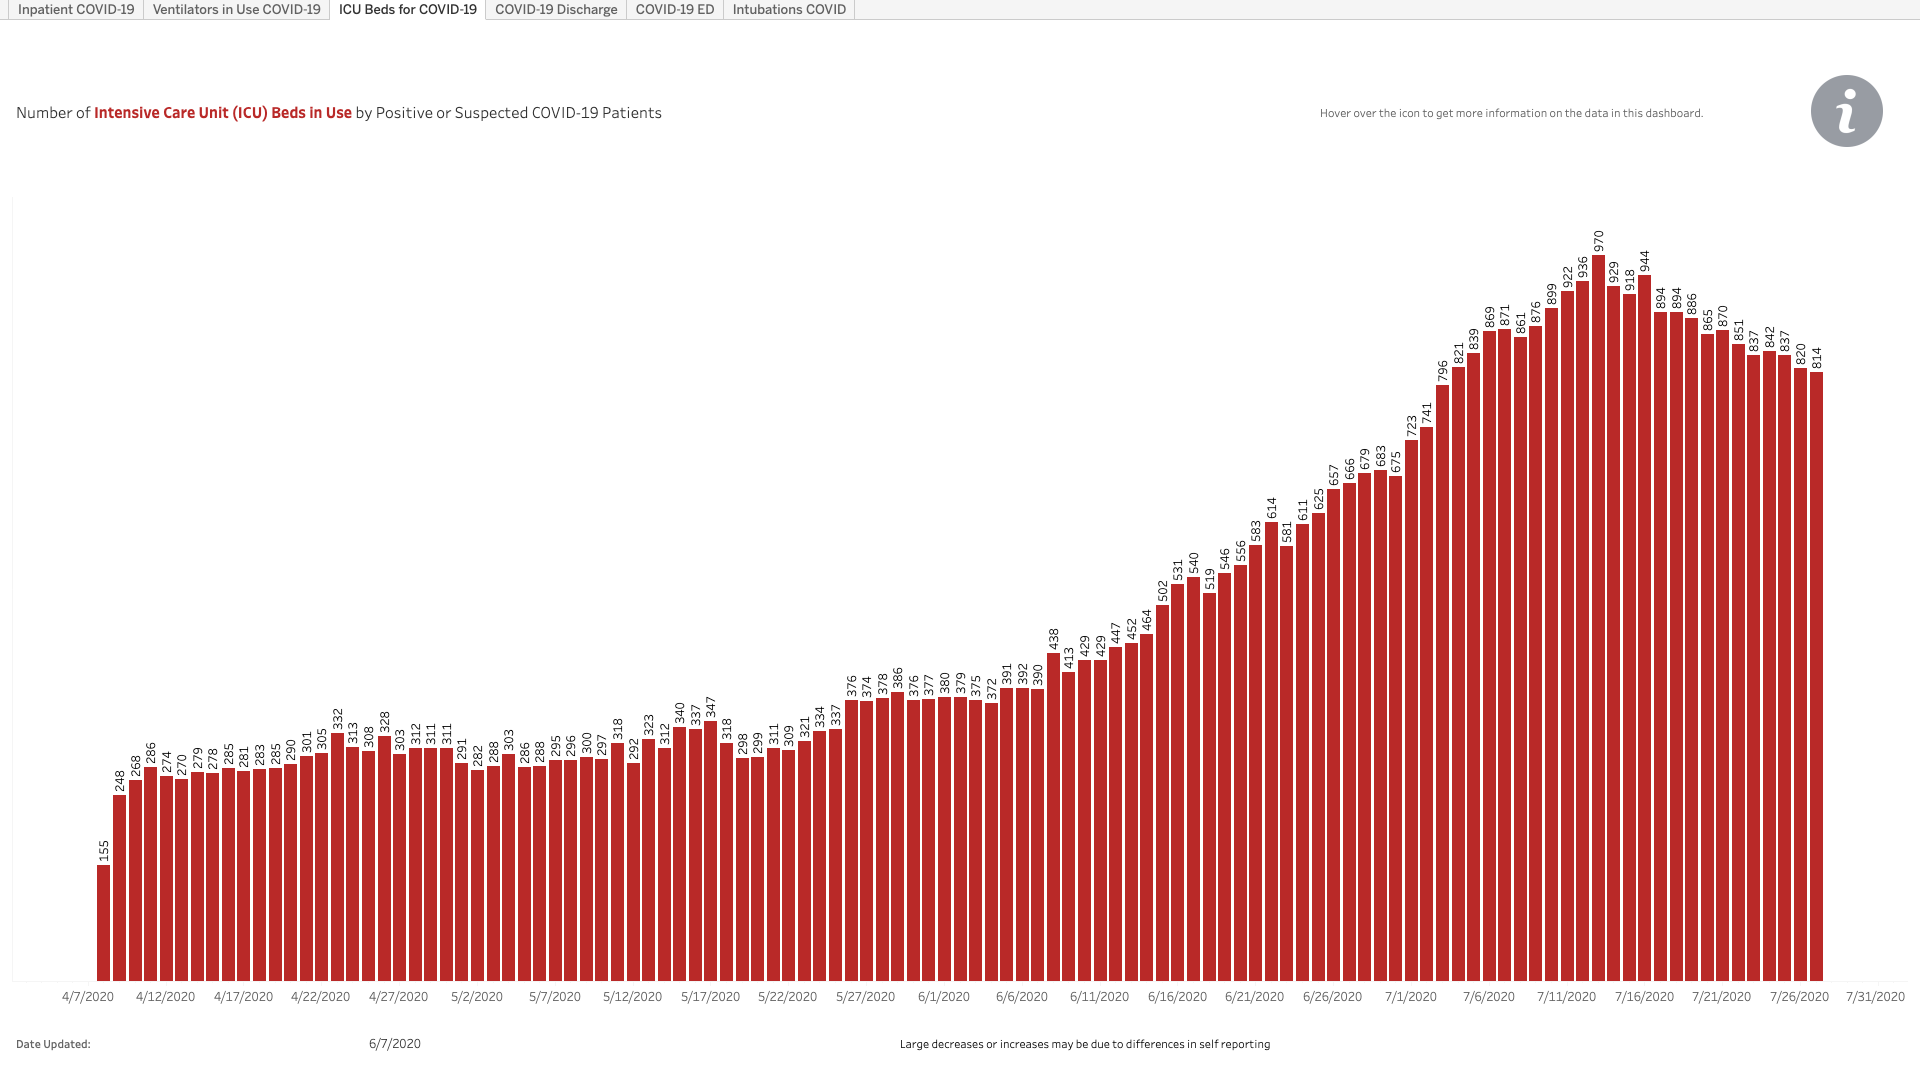 Inpatient COVID-19 Ventilators in Use COVID-19 ICU Beds for COVID-19 COVID-19 Discharge COVID-19 ED Intubations COVID
Number of Intensive Care Unit (ICU) Beds in Use by Positive or Suspected COVID-19 Patients
Hover over the icon to get more information on the data in this dashboard.
i
155 248 268 286 274 270 279 278 285 281 283 285 290 301 305 332 313 308 328 303 312 311 311 291 282 288 303 286 288 295 296 300 297 318 292 323 312 340 337 347 318 298 299 311 309 321 334 337 376 374 378 386 376 377 380 379 375 372 391 392 390 438 413 429 429 447 452 464 502 531 540 519 546 556 583 614 581 611 625 657 666 679 683 675 723 741 796 821 839 869 871 861 876 899 922 936 970 929 918 944 894 894 886 865 870 851 837 842 837 820 814
4/7/2020 4/12/2020 4/17/2020 4/22/2020 4/27/2020 5/2/2020 5/7/2020 5/12/2020 5/17/2020 5/22/2020 5/27/2020 6/1/2020 6/6/2020 6/11/2020 6/16/2020 6/21/2020 6/26/2020 7/1/2020 7/6/2020 7/11/2020 7/16/2020 7/21/2020 7/26/2020 7/31/2020
Date Updated: 6/7/2020
Large decreases or increases may be due to differences in self reporting